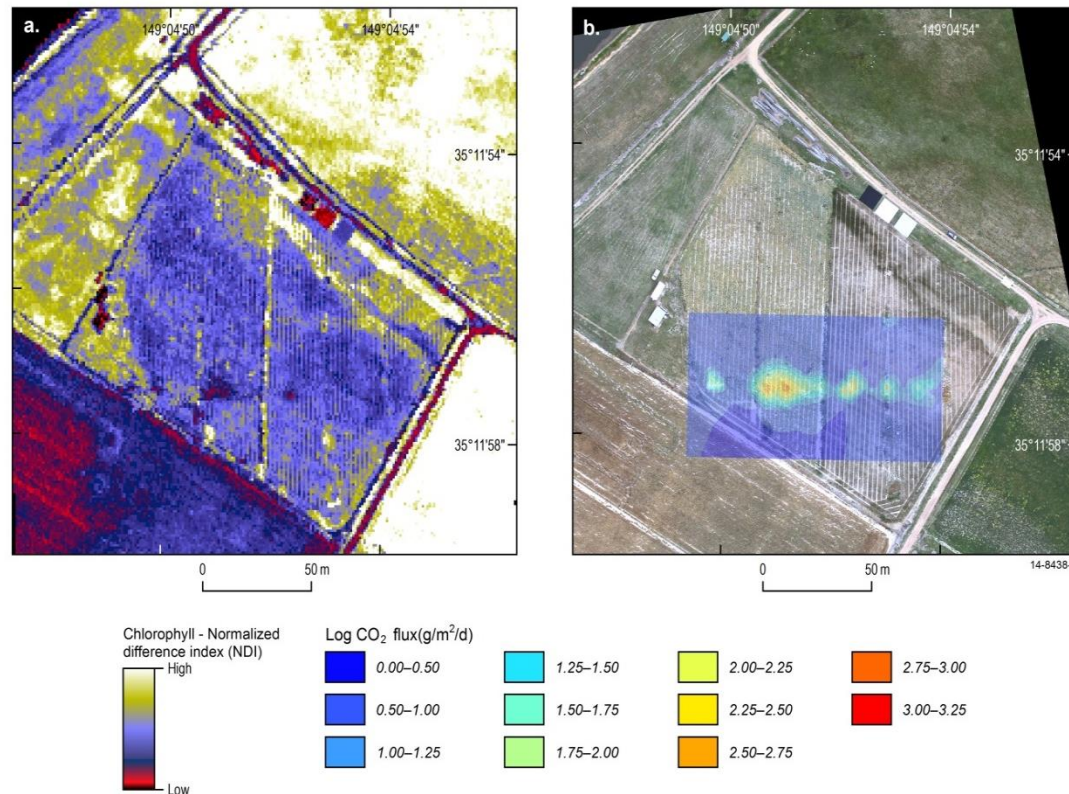 a.
149°04'50"
149°04'54"
35°11'54"
35°11'58"
0
50 m
b.
149°04'50"
149°04'54"
35°11'54"
35°11'58"
0
50 m
14-8438-
Chlorophyll - Normalized
difference index (NDI)
High
Low
Log CO₂ flux(g/m²/d)
0.00–0.50
0.50–1.00
1.00–1.25
1.25–1.50
1.50–1.75
1.75–2.00
2.00–2.25
2.25–2.50
2.50–2.75
2.75–3.00
3.00–3.25